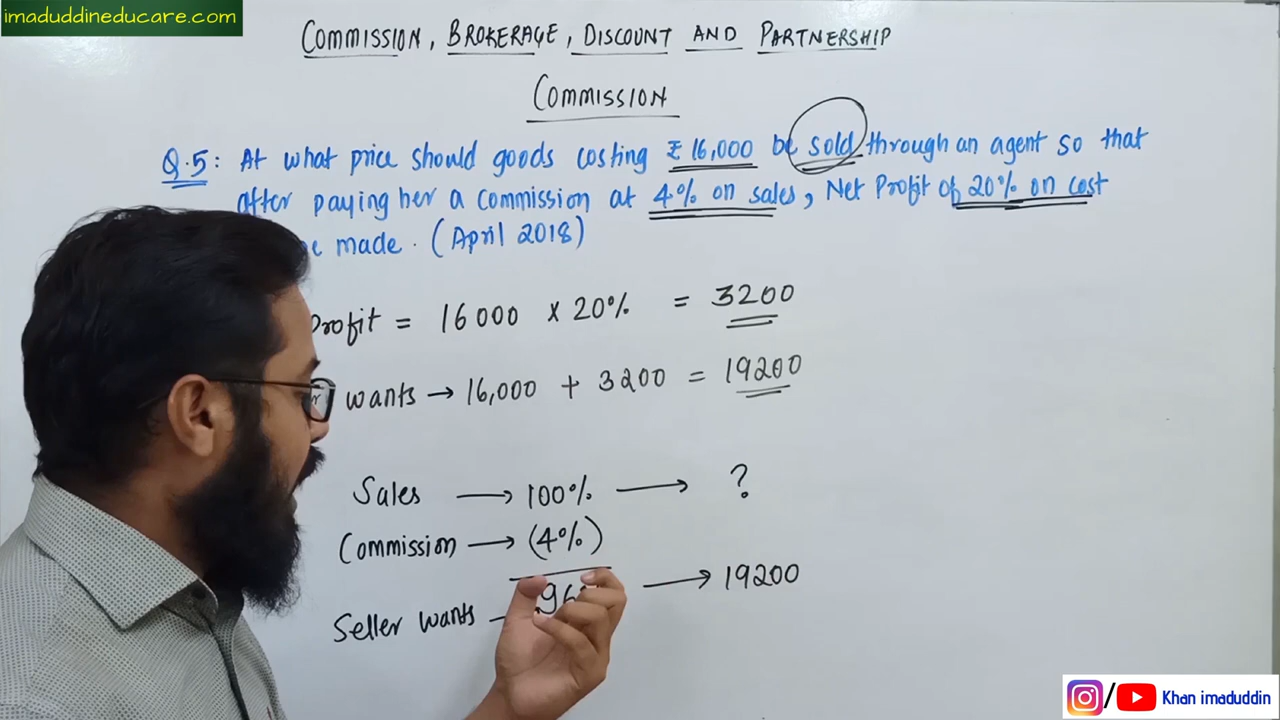 imaduddineducare.com
COMMISSION, BROKERAGE, DISCOUNT AND PARTNERSHIP
COMMISSION
Q.5: At what price should goods costing ₹ 16,000 be sold through an agent so that
after paying her a commission at 4% on sales, Net Profit of 20% on cost
made. (April 2018)
Profit = 16000 x 20% = 3200
wants → 16,000 + 3200 = 19200
Sales → 100% → ?
Commission → (4%)
Seller wants → 19200
Khan imaduddin